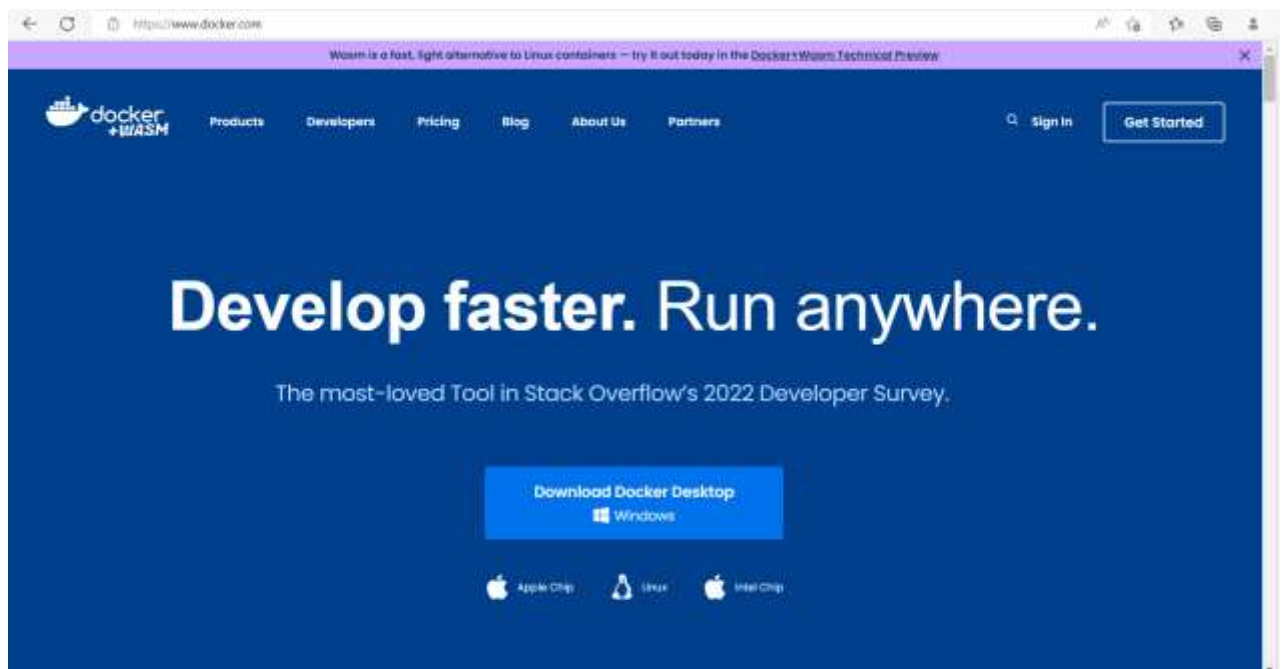 https://www.docker.com
Wasm is a fast, light alternative to Linux containers — try it out today in the Docker+Wasm Technical Preview
docker
+WASM
Products Developers Pricing Blog About Us Partners Sign In Get Started
Develop faster. Run anywhere.
The most-loved Tool in Stack Overflow's 2022 Developer Survey.
Download Docker Desktop
Windows
Apple Chip Linux Intel Chip